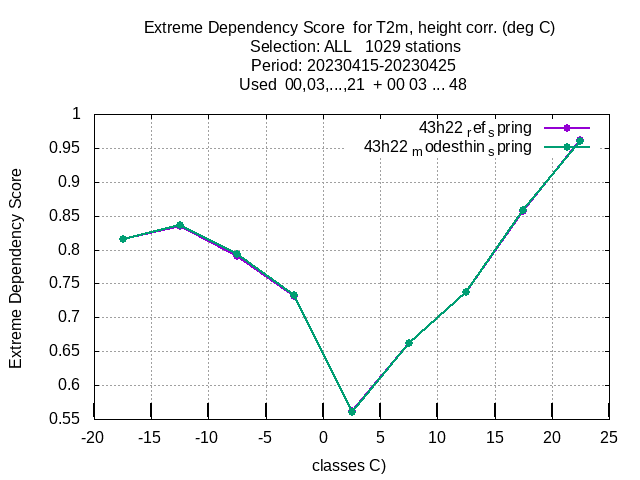 Extreme Dependency Score  for T2m, height corr. (deg C)
Selection: ALL   1029 stations
Period: 20230415-20230425
Used  00,03,...,21  + 00 03 ... 48
43h22 ref spring
43h22 modesthin spring
1
0.95
0.9
0.85
0.8
0.75
0.7
0.65
0.6
0.55
Extreme Dependency Score
-20 -15 -10 -5 0 5 10 15 20 25
classes C)